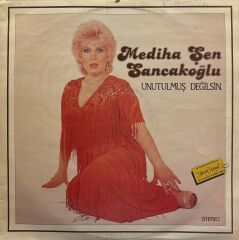 Mediha Şen
Sancakoğlu
UNUTULMUŞ DEĞİLSİN
STEREO